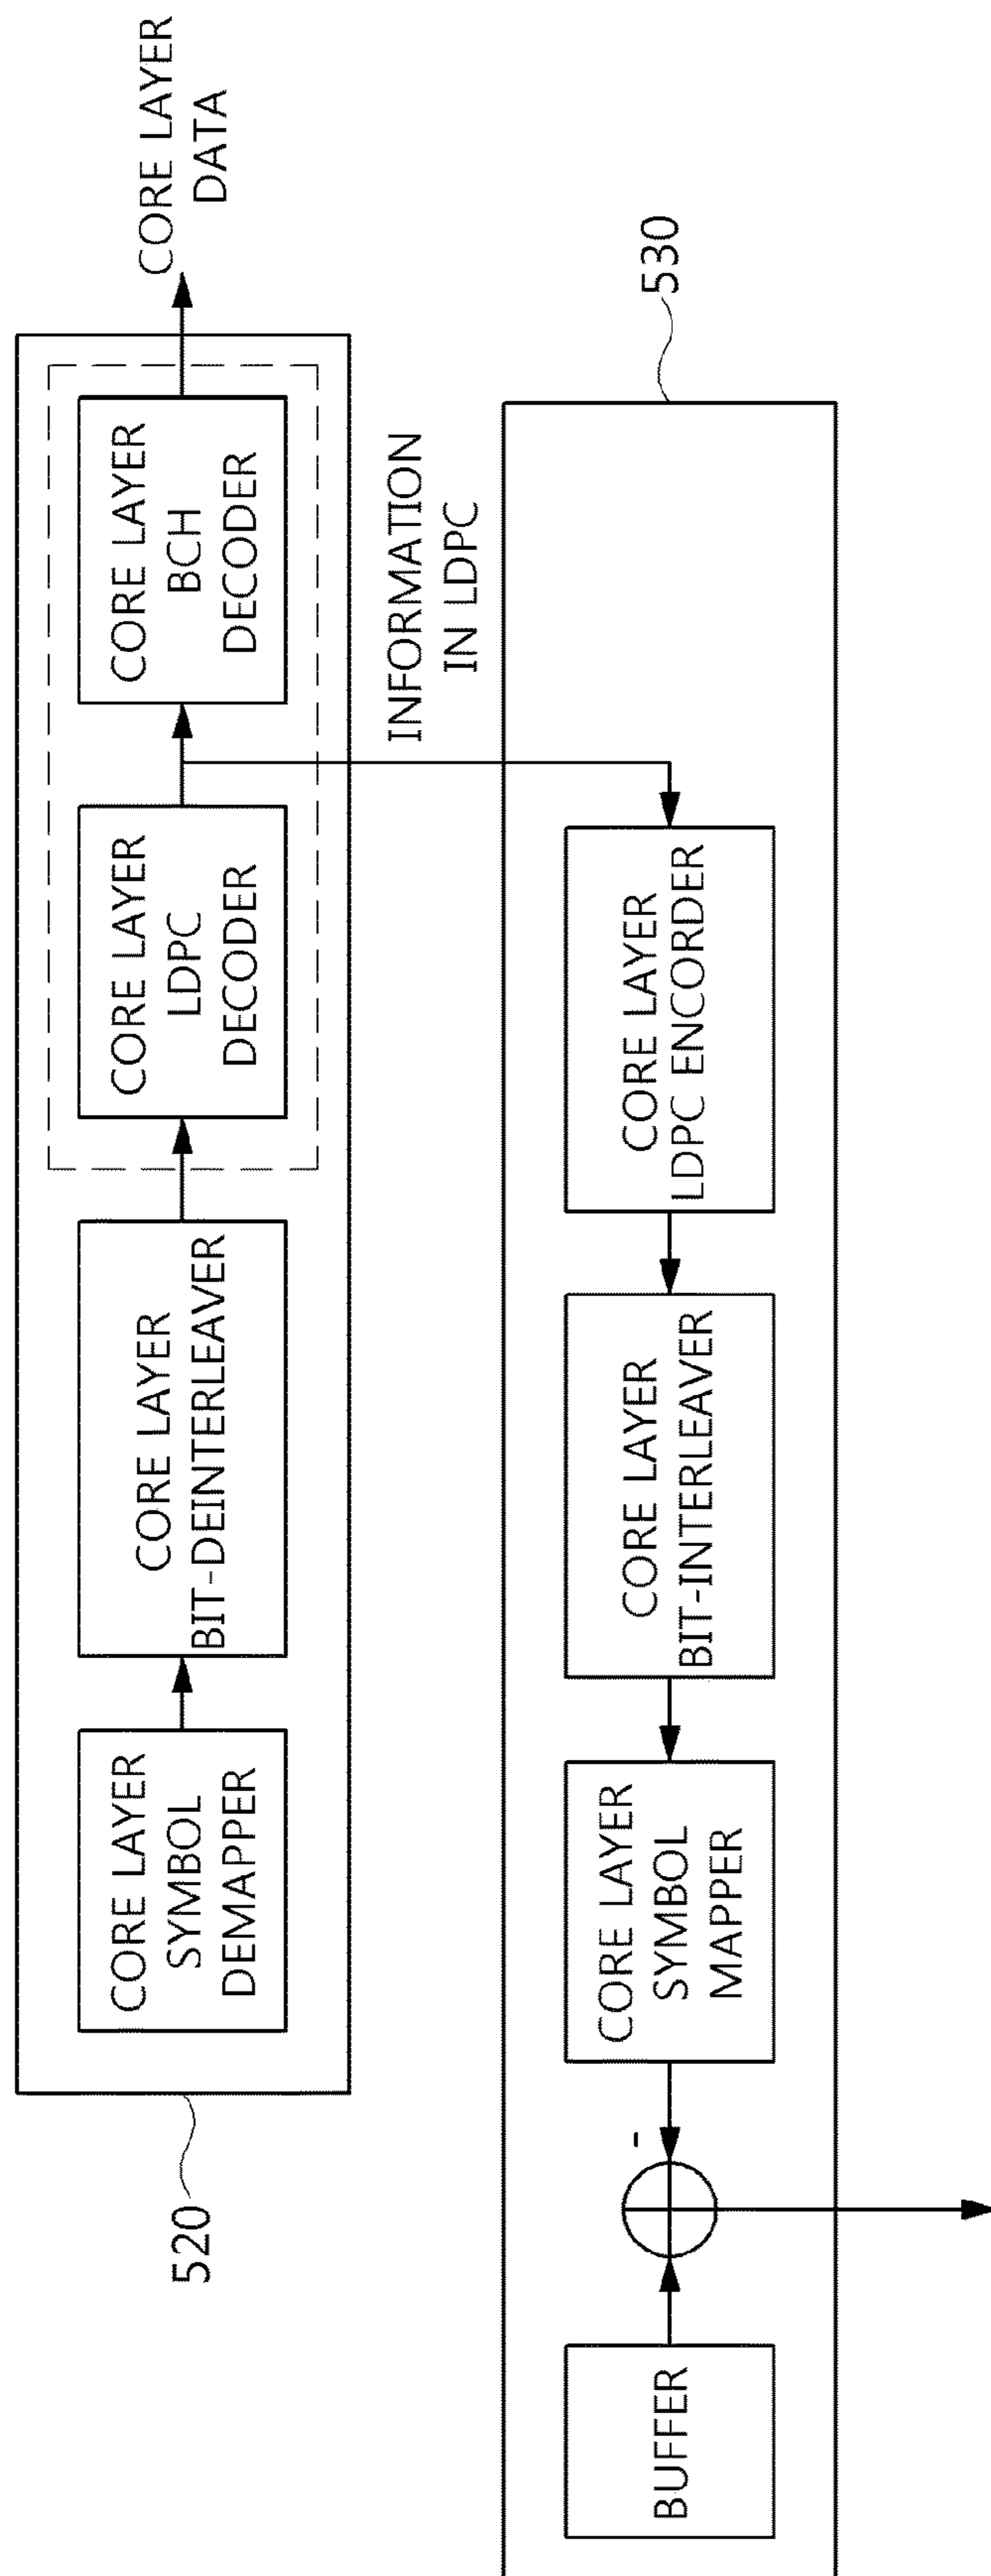 520
CORE LAYER
SYMBOL
DEMAPPER
CORE LAYER
BIT-DEINTERLEAVER
CORE LAYER
LDPC
DECODER
CORE LAYER
BCH
DECODER
CORE LAYER
DATA
INFORMATION
IN LDPC
530
BUFFER
-
CORE LAYER
SYMBOL
MAPPER
CORE LAYER
BIT-INTERLEAVER
CORE LAYER
LDPC ENCORDER